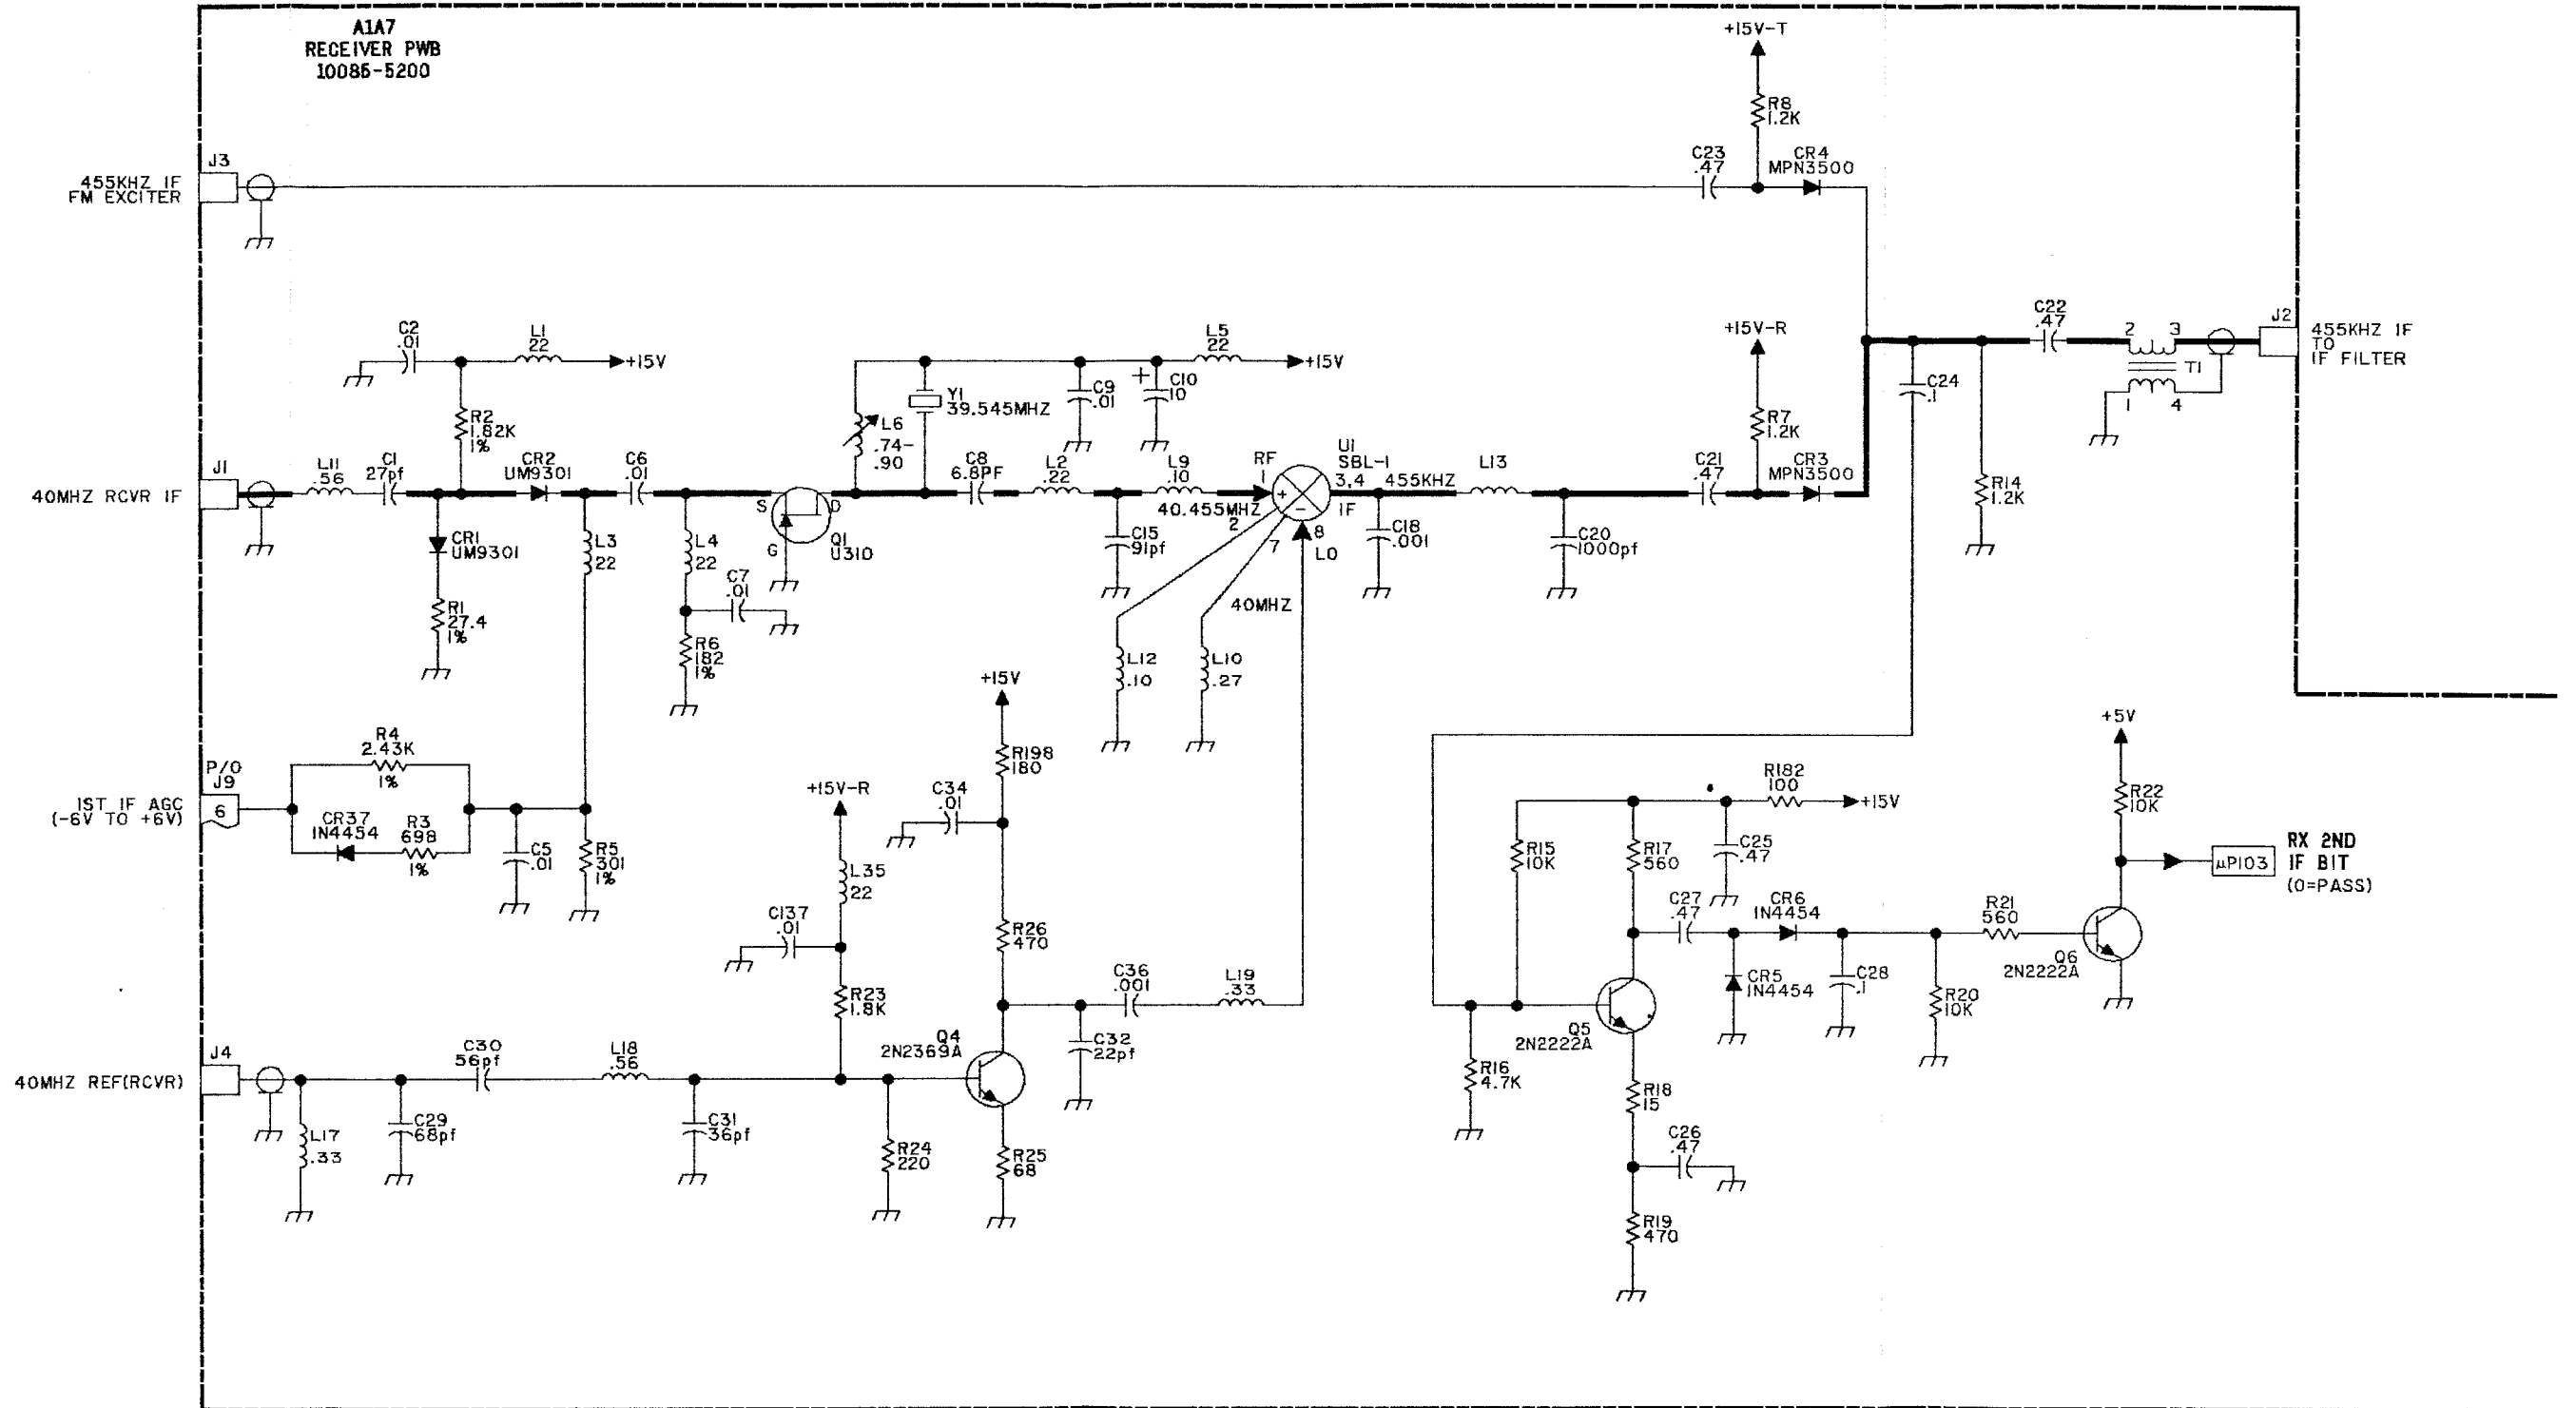 A1A7
RECEIVER PWB
10085-5200
+15V-T
R8
1.2K
J3
455KHZ IF
FM EXCITER
C23
.47
CR4
MPN3500
C2
.01
L1
22
+15V
R2
1.82K
1%
L5
22
+15V
C9
.01
+
C10
10
Y1
39.545MHZ
L6
.74-
.90
+15V-R
R7
1.2K
C22
.47
2
3
T1
1
4
J2
455KHZ IF
TO
IF FILTER
C24
.1
J1
40MHZ RCVR IF
L11
.56
C1
27pf
CR2
UM9301
C6
.01
S
D
G
Q1
U310
C8
6.8PF
L2
.22
L9
.10
RF
1
40.455MHZ
2
U1
SBL-1
3,4
455KHZ
IF
+
-
8
LO
7
L13
C21
.47
CR3
MPN3500
R14
1.2K
CR1
UM9301
R1
27.4
1%
L3
22
L4
22
C7
.01
R6
182
1%
C15
91pf
C18
.001
C20
1000pf
40MHZ
L12
.10
L10
.27
P/O
J9
6
1ST IF AGC
(-6V TO +6V)
R4
2.43K
1%
CR37
1N4454
R3
698
1%
C5
.01
R5
301
1%
+15V
R198
180
C34
.01
+15V-R
L35
22
C137
.01
R26
470
R23
1.8K
C36
.001
L19
.33
Q4
2N2369A
C32
22pf
J4
40MHZ REF(RCVR)
C30
56pf
L18
.56
L17
.33
C29
68pf
C31
36pf
R24
220
R25
68
R182
100
+15V
R15
10K
R17
560
C25
.47
C27
.47
CR6
1N4454
CR5
1N4454
C28
.1
R20
10K
R21
560
Q5
2N2222A
R16
4.7K
R18
15
C26
.47
R19
470
+5V
R22
10K
Q6
2N2222A
µP103
RX 2ND
IF BIT
(0=PASS)